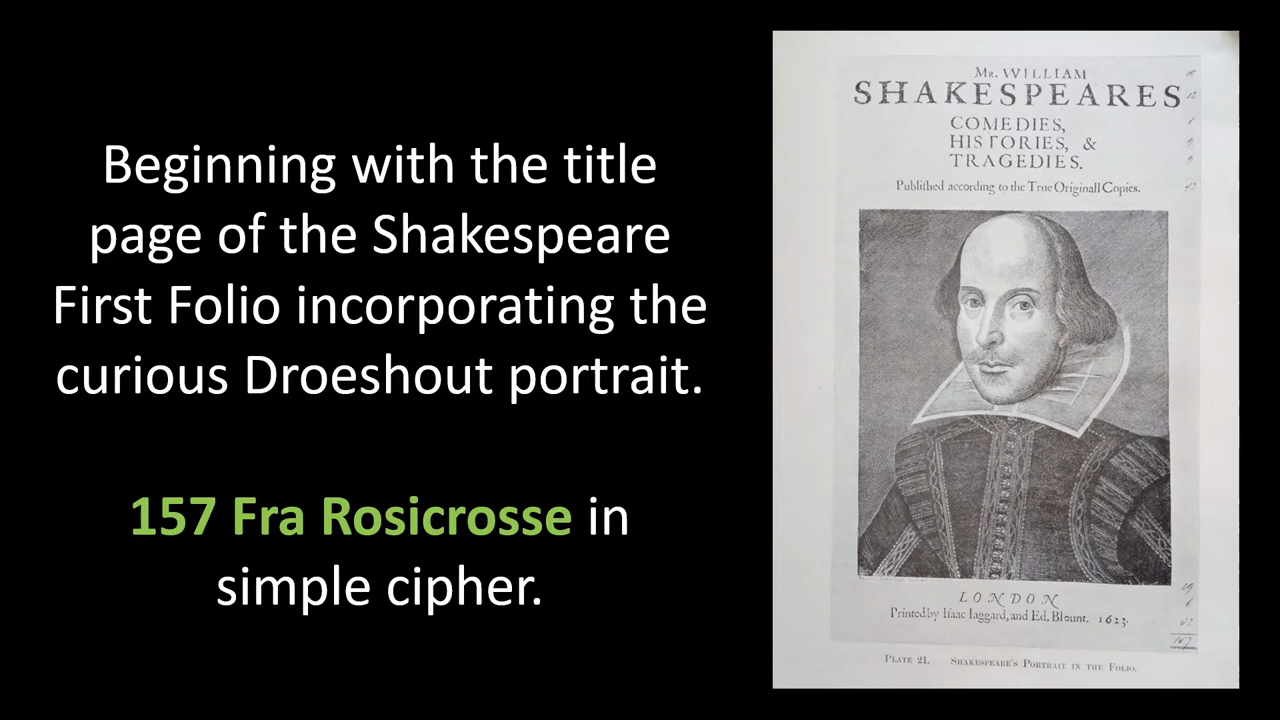 Beginning with the title
page of the Shakespeare
First Folio incorporating the
curious Droeshout portrait.
157 Fra Rosicrosse in
simple cipher.
Mr. WILLIAM
SHAKESPEARES
COMEDIES,
HISTORIES, &
TRAGEDIES.
Publiſhed according to the True Originall Copies.
LONDON
Printed by Iſaac Iaggard, and Ed. Blount. 1623.
157
PLATE 21. SHAKESPEARE'S PORTRAIT IN THE FOLIO.